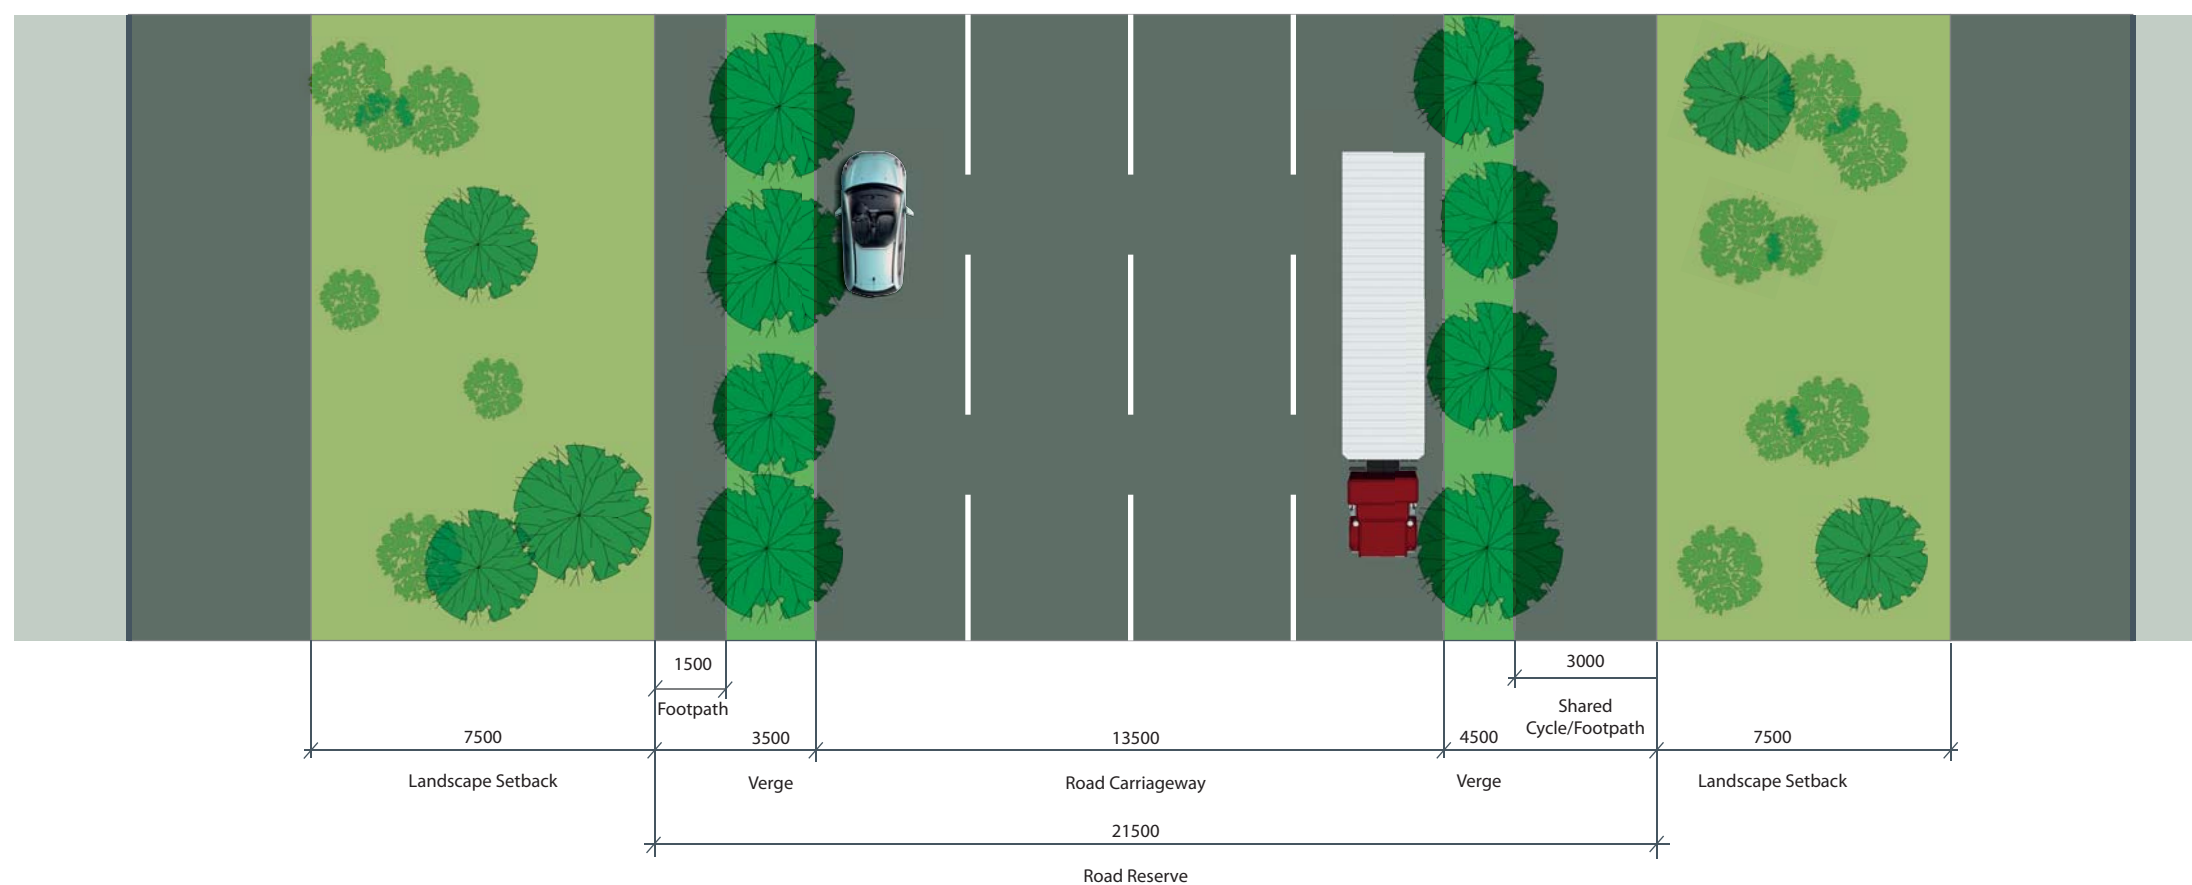 1500
3000
Footpath
Shared
Cycle/Footpath
7500
3500
13500
4500
7500
Landscape Setback
Verge
Road Carriageway
Verge
Landscape Setback
21500
Road Reserve